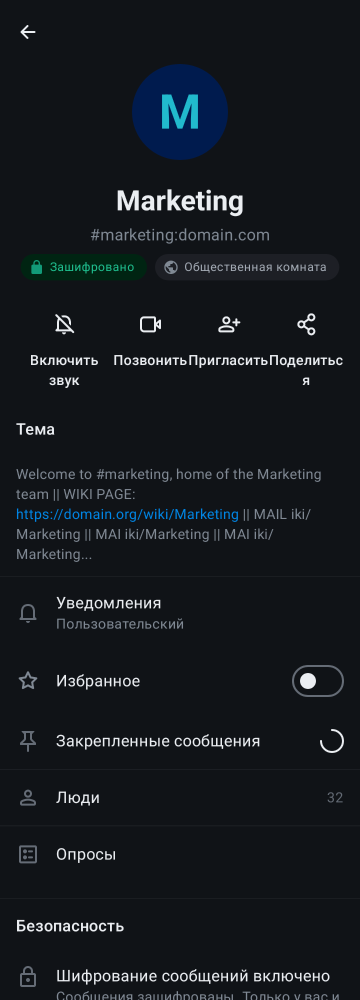 M
Marketing
#marketing:domain.com
Зашифровано
Общественная комната
Включить звук
Позвонить
Пригласить
Поделиться
Тема
Welcome to #marketing, home of the Marketing
team || WIKI PAGE:
https://domain.org/wiki/Marketing || MAIL iki/
Marketing || MAI iki/Marketing || MAI iki/
Marketing...
Уведомления
Пользовательский
Избранное
Закрепленные сообщения
Люди 32
Опросы
Безопасность
Шифрование сообщений включено
Сообщения зашифрованы. Только у вас и